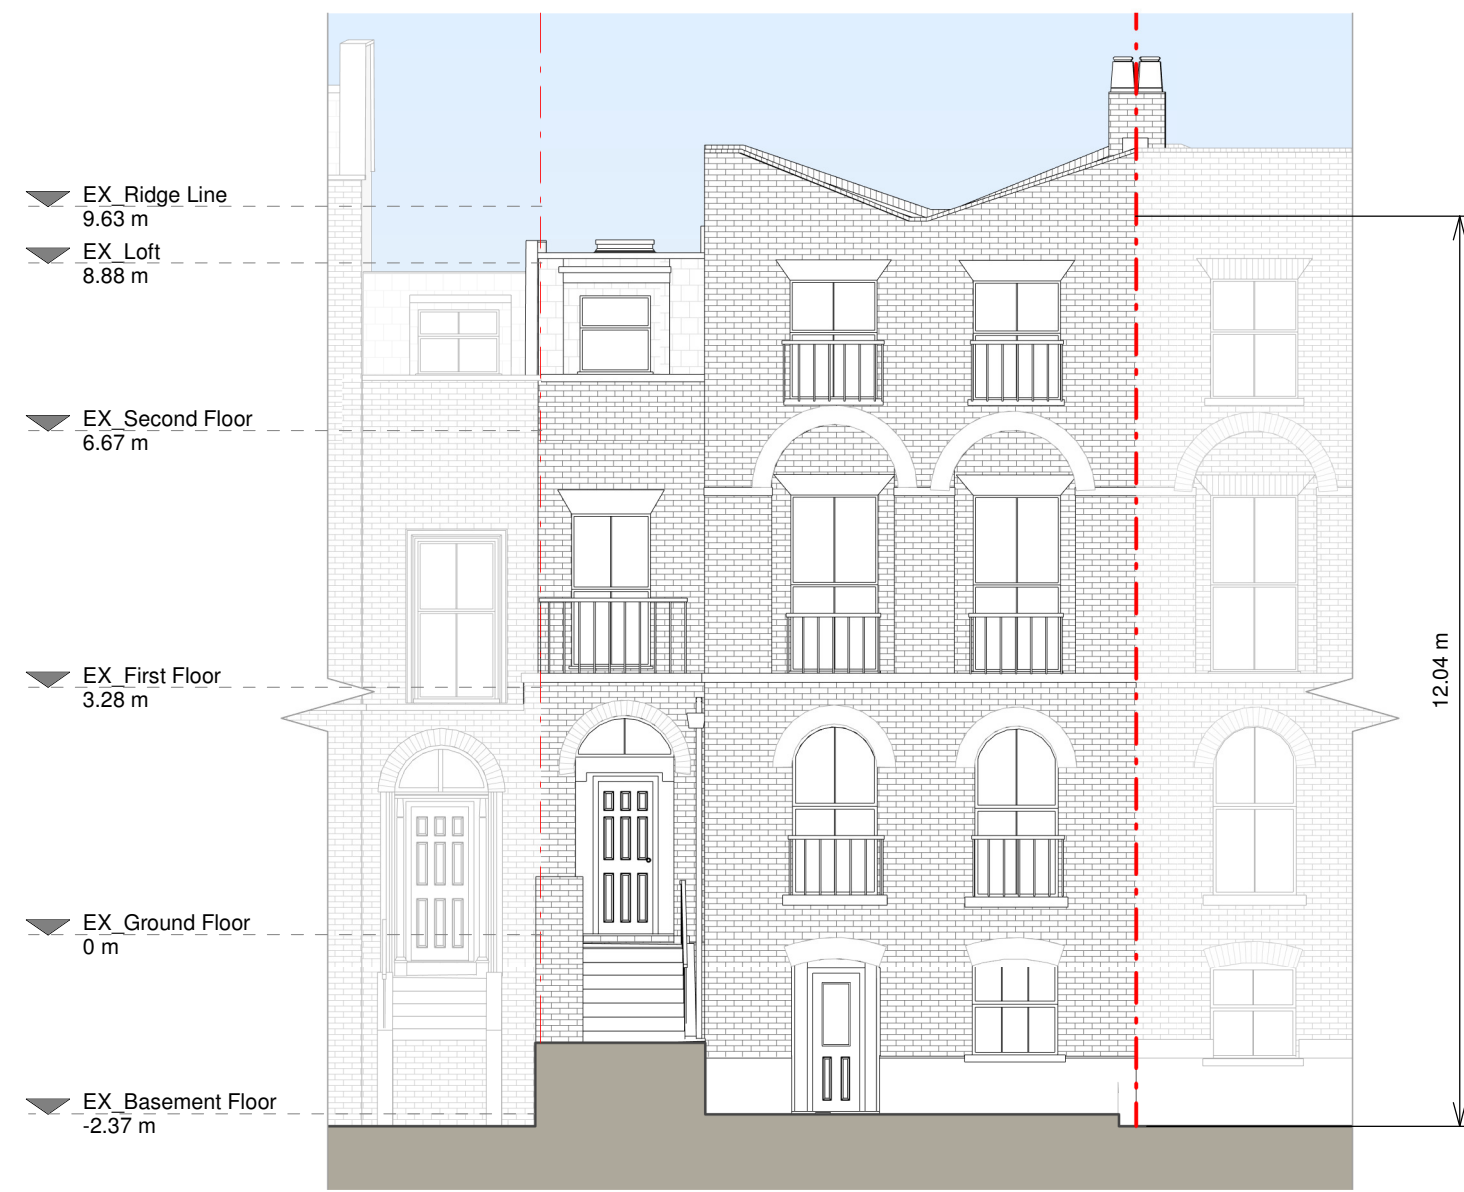 EX_Ridge Line
9.63 m
EX_Loft
8.88 m
EX_Second Floor
6.67 m
EX_First Floor
3.28 m
12.04 m
EX_Ground Floor
0 m
EX_Basement Floor
-2.37 m